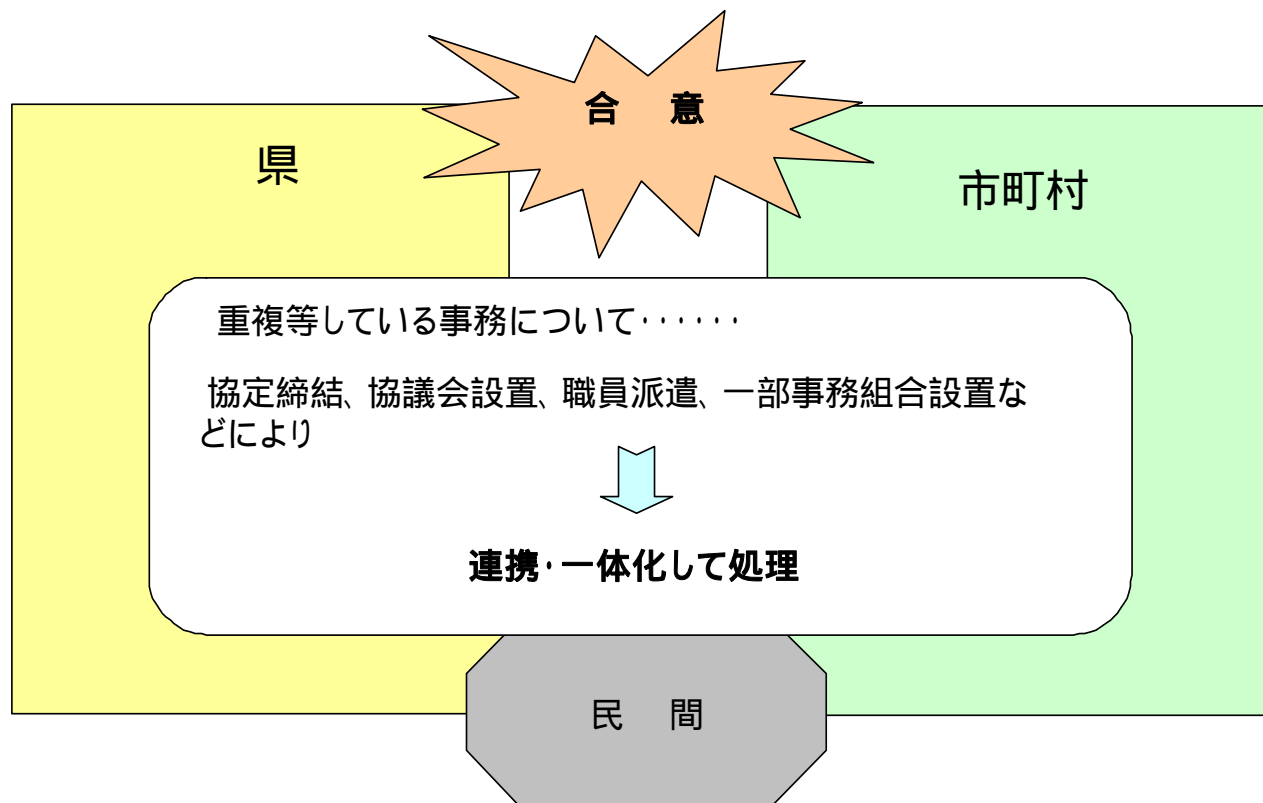 合　意
県
市町村
重複等している事務について・・・・・・
協定締結、協議会設置、職員派遣、一部事務組合設置な
どにより
連携・一体化して処理
民　間